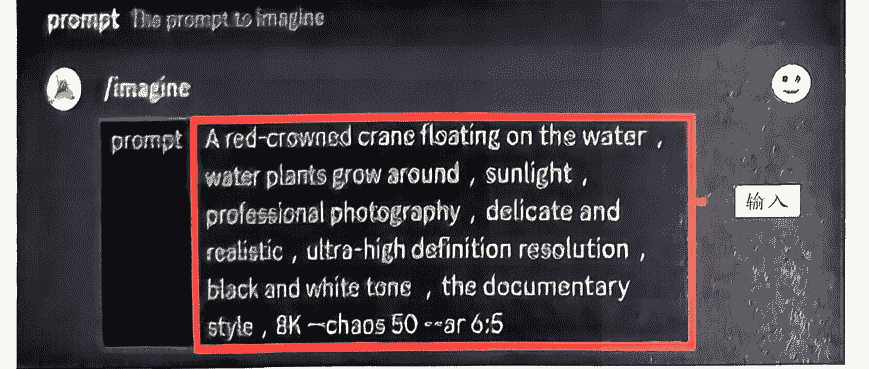 prompt The prompt to imagine
/imagine
prompt A red-crowned crane floating on the water ,
water plants grow around , sunlight ,
professional photography , delicate and
realistic , ultra-high definition resolution ,
black and white tone , the documentary
style , 8K --chaos 50 --ar 6:5
输入